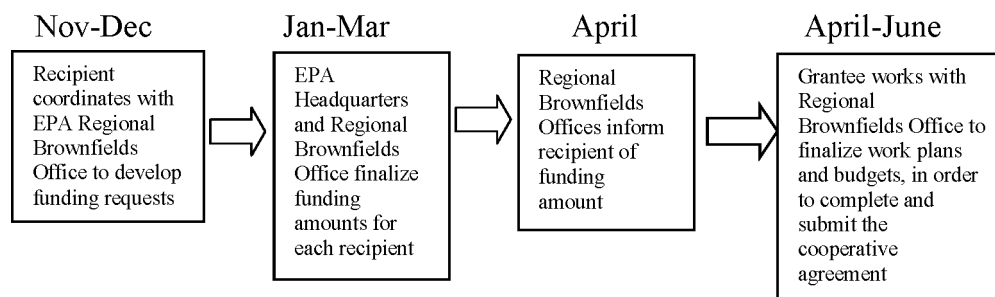 Nov-Dec
Recipient
coordinates with
EPA Regional
Brownfields
Office to develop
funding requests
Jan-Mar
EPA
Headquarters
and Regional
Brownfields
Office finalize
funding
amounts for
each recipient
April
Regional
Brownfields
Offices inform
recipient of
funding
amount
April-June
Grantee works with
Regional
Brownfields Office to
finalize work plans
and budgets, in order
to complete and
submit the
cooperative
agreement